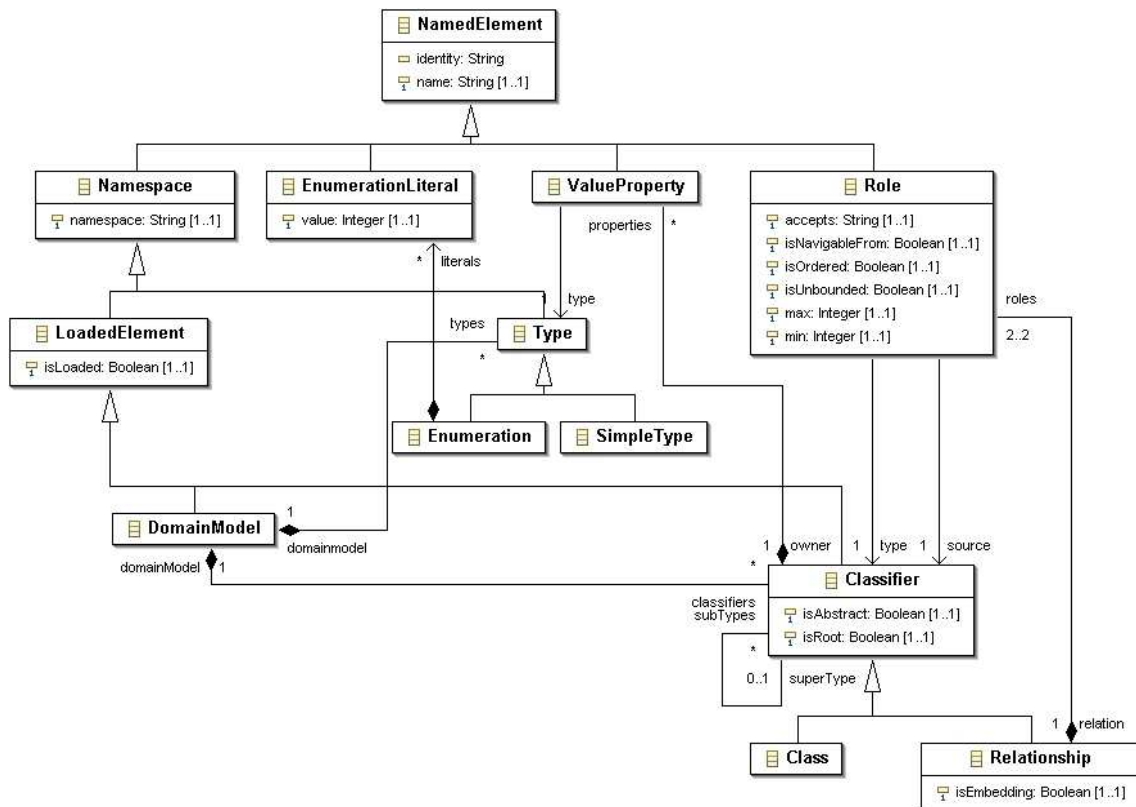 NamedElement
identity: String
name: String [1..1]
Namespace
namespace: String [1..1]
EnumerationLiteral
value: Integer [1..1]
ValueProperty
Role
accepts: String [1..1]
isNavigableFrom: Boolean [1..1]
isOrdered: Boolean [1..1]
isUnbounded: Boolean [1..1]
max: Integer [1..1]
min: Integer [1..1]
properties
*
*
literals
roles
2..2
1
type
LoadedElement
isLoaded: Boolean [1..1]
types
*
Type
Enumeration
SimpleType
DomainModel
1
domainmodel
domainModel
1
1
owner
1
type
1
source
*
classifiers
subTypes
Classifier
isAbstract: Boolean [1..1]
isRoot: Boolean [1..1]
*
0..1
superType
1
relation
Class
Relationship
isEmbedding: Boolean [1..1]